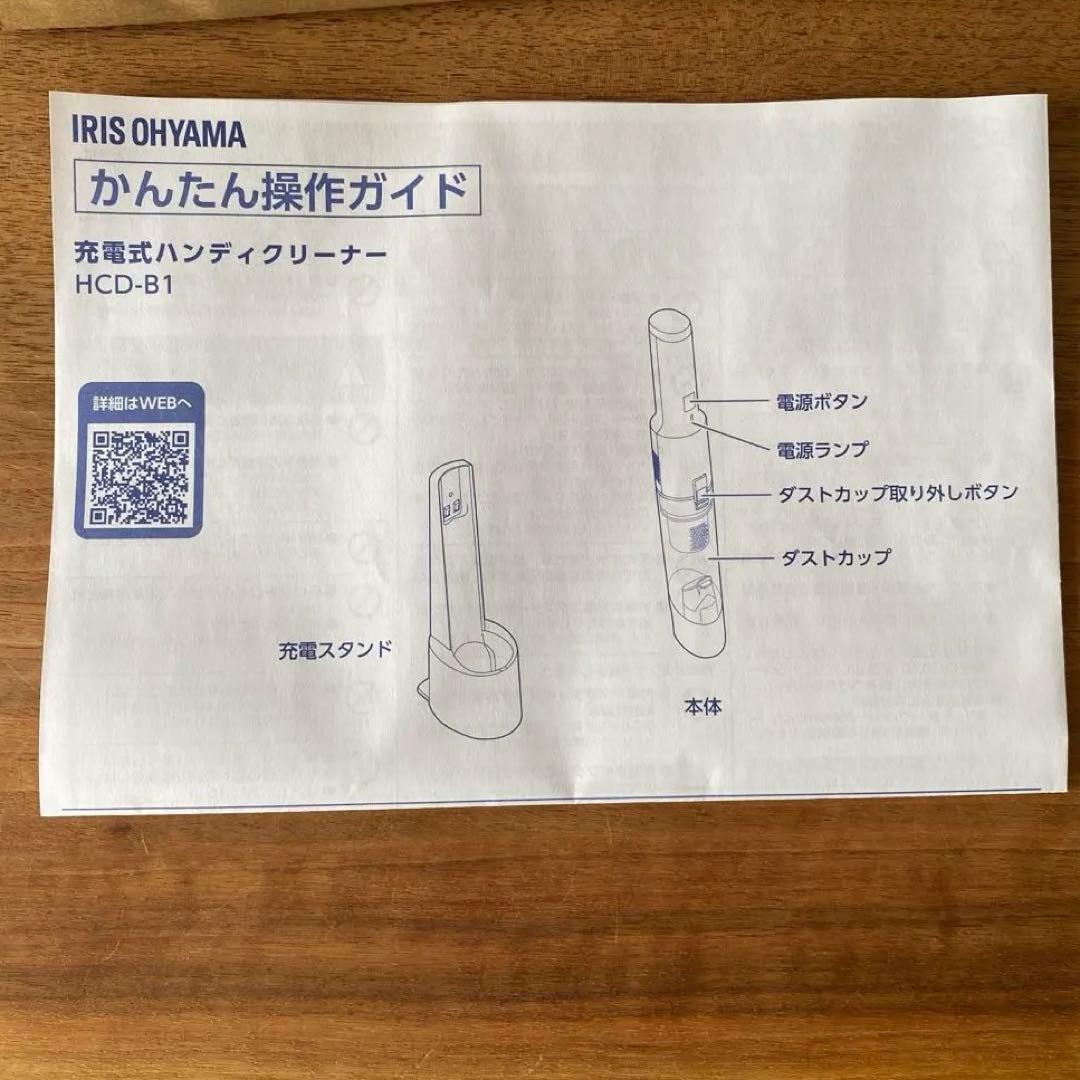 IRIS OHYAMA
かんたん操作ガイド
充電式ハンディクリーナー
HCD-B1
詳細はWEBへ
電源ボタン
電源ランプ
ダストカップ取り外しボタン
ダストカップ
充電スタンド
本体